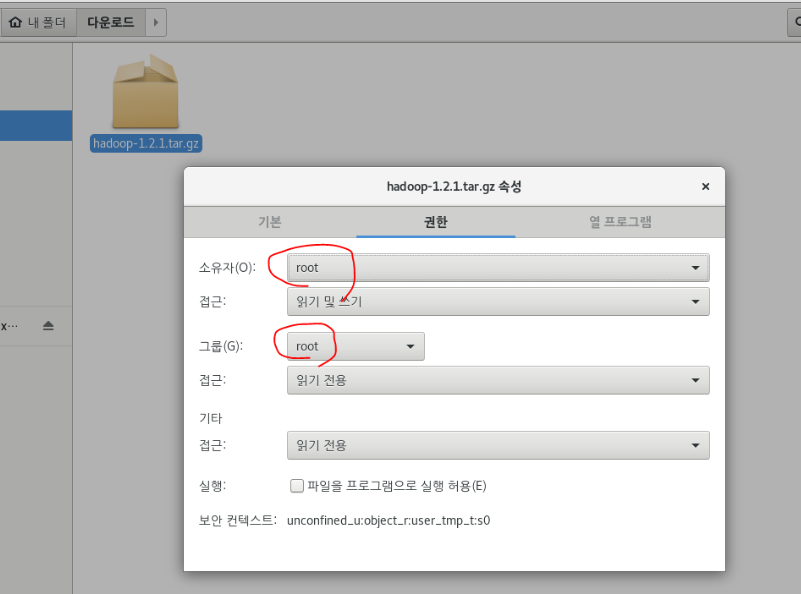 내 폴더 다운로드
hadoop-1.2.1.tar.gz
hadoop-1.2.1.tar.gz 속성
기본 권한 열 프로그램
소유자(O): root
접근: 읽기 및 쓰기
그룹(G): root
접근: 읽기 전용
기타
접근: 읽기 전용
x…
실행: 파일을 프로그램으로 실행 허용(E)
보안 컨텍스트: unconfined_u:object_r:user_tmp_t:s0